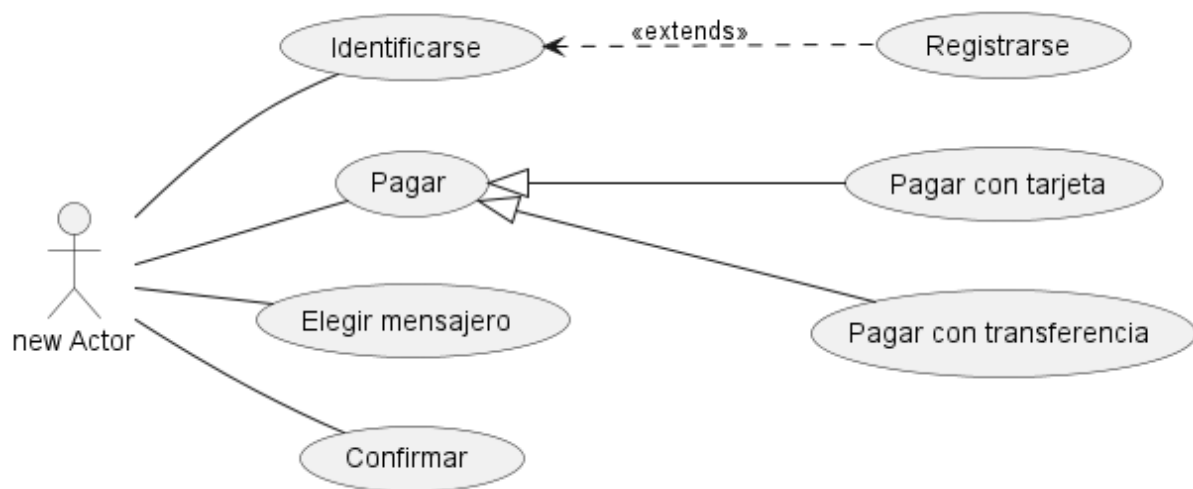 «extends»
Identificarse
Registrarse
Pagar
Pagar con tarjeta
Elegir mensajero
Pagar con transferencia
new Actor
Confirmar